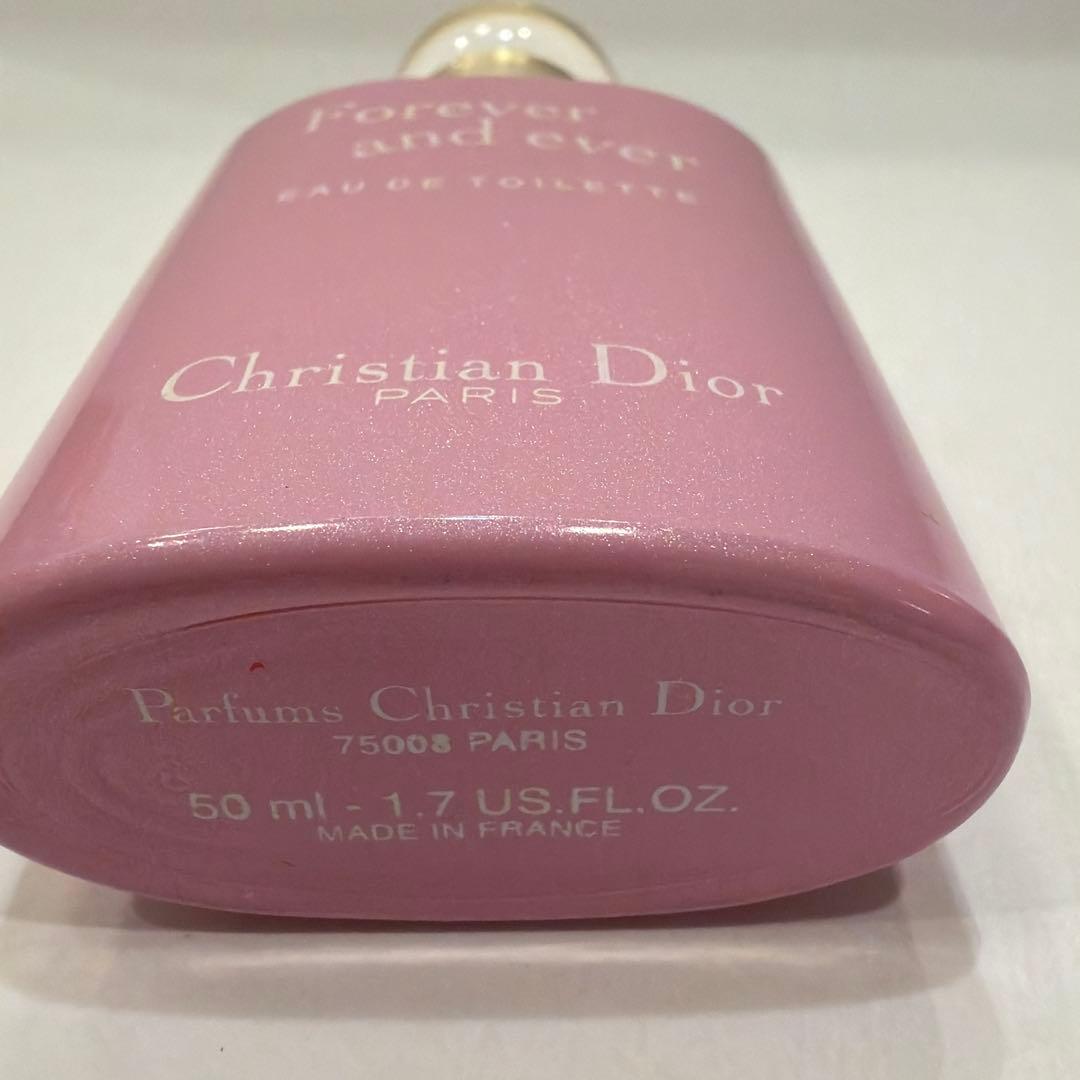 Forever
and ever
EAU DE TOILETTE
Christian Dior
PARIS
Parfums Christian Dior
75008 PARIS
50 ml - 1.7 US.FL.OZ.
MADE IN FRANCE